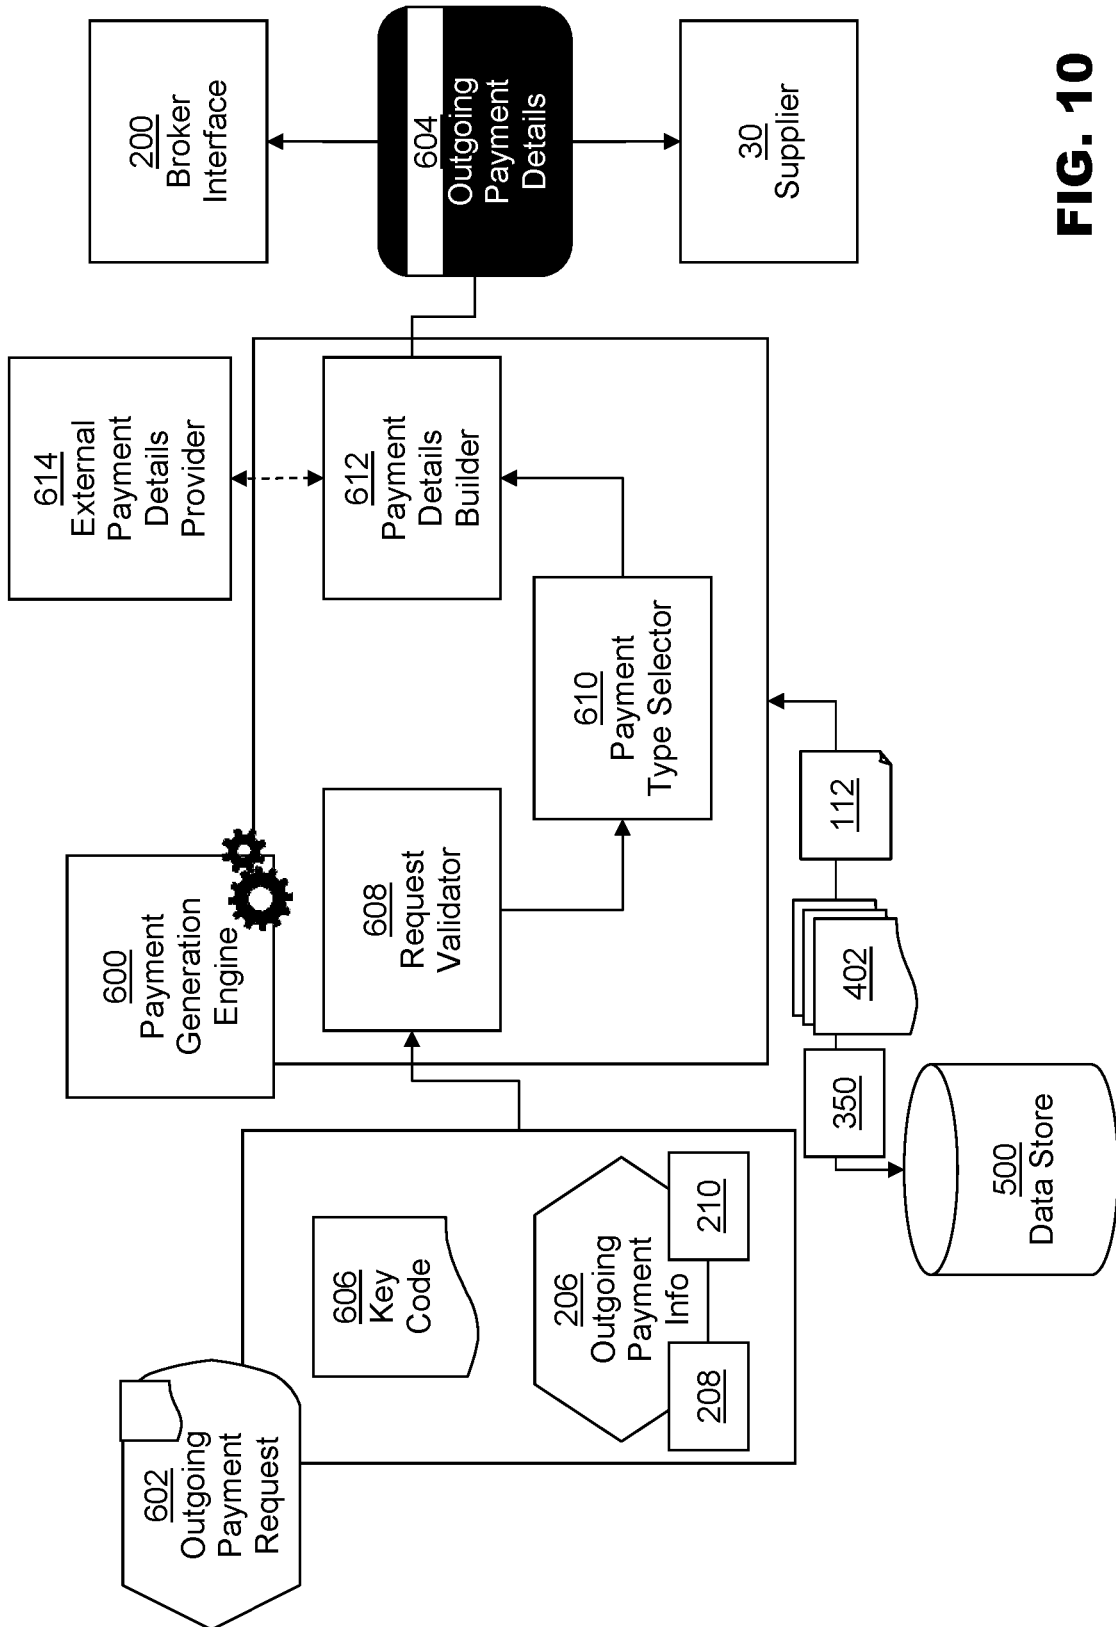 602
Outgoing
Payment
Request
606
Key
Code
206
Outgoing
Payment
Info
208
210
600
Payment
Generation
Engine
608
Request
Validator
610
Payment
Type Selector
612
Payment
Details
Builder
614
External
Payment
Details
Provider
604
Outgoing
Payment
Details
200
Broker
Interface
30
Supplier
500
Data Store
350
402
112
FIG. 10